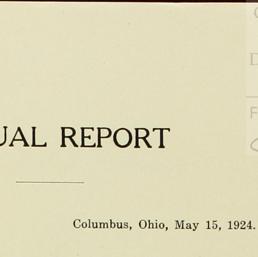 UAL REPORT
Columbus, Ohio, May 15, 1924.